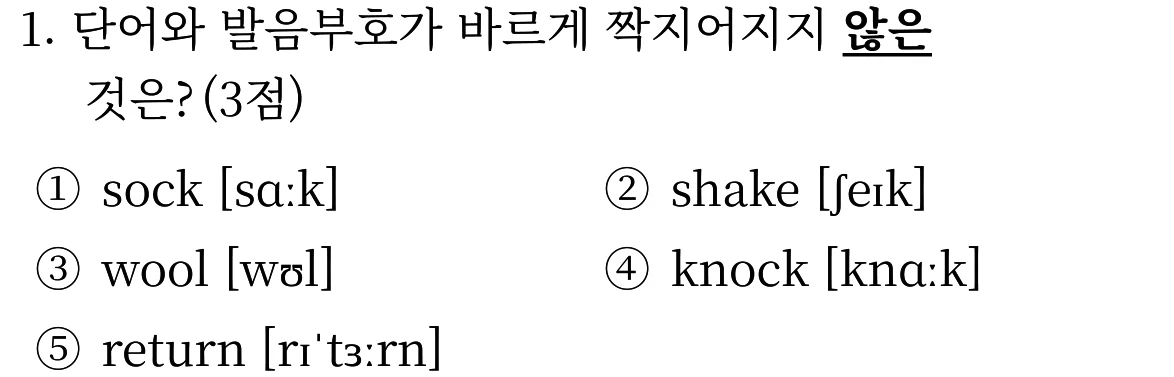 1. 단어와 발음부호가 바르게 짝지어지지 않은
것은?(3점)
① sock [sɑːk] ② shake [ʃeɪk]
③ wool [wʊl] ④ knock [knɑːk]
⑤ return [rɪˈtɜːrn]